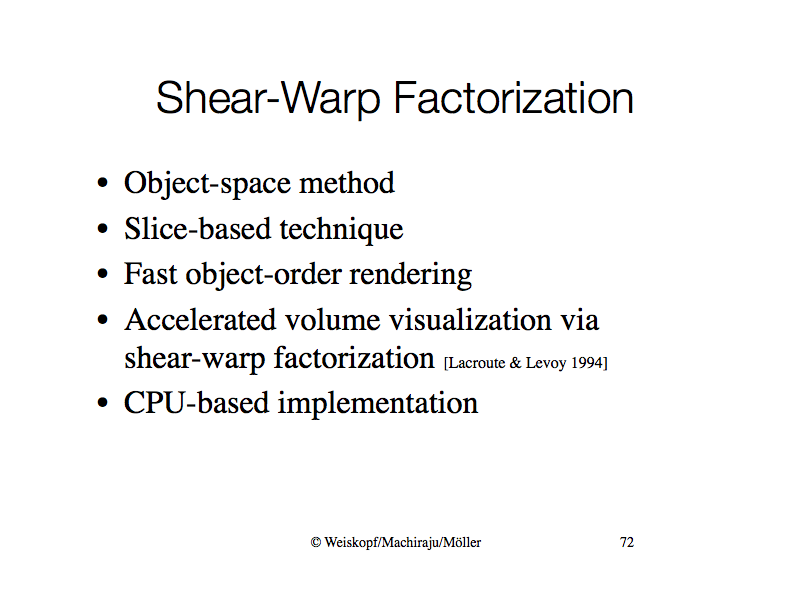 Shear-Warp Factorization
• Object-space method
• Slice-based technique
• Fast object-order rendering
• Accelerated volume visualization via
shear-warp factorization [Lacroute & Levoy 1994]
• CPU-based implementation
© Weiskopf/Machiraju/Möller 72